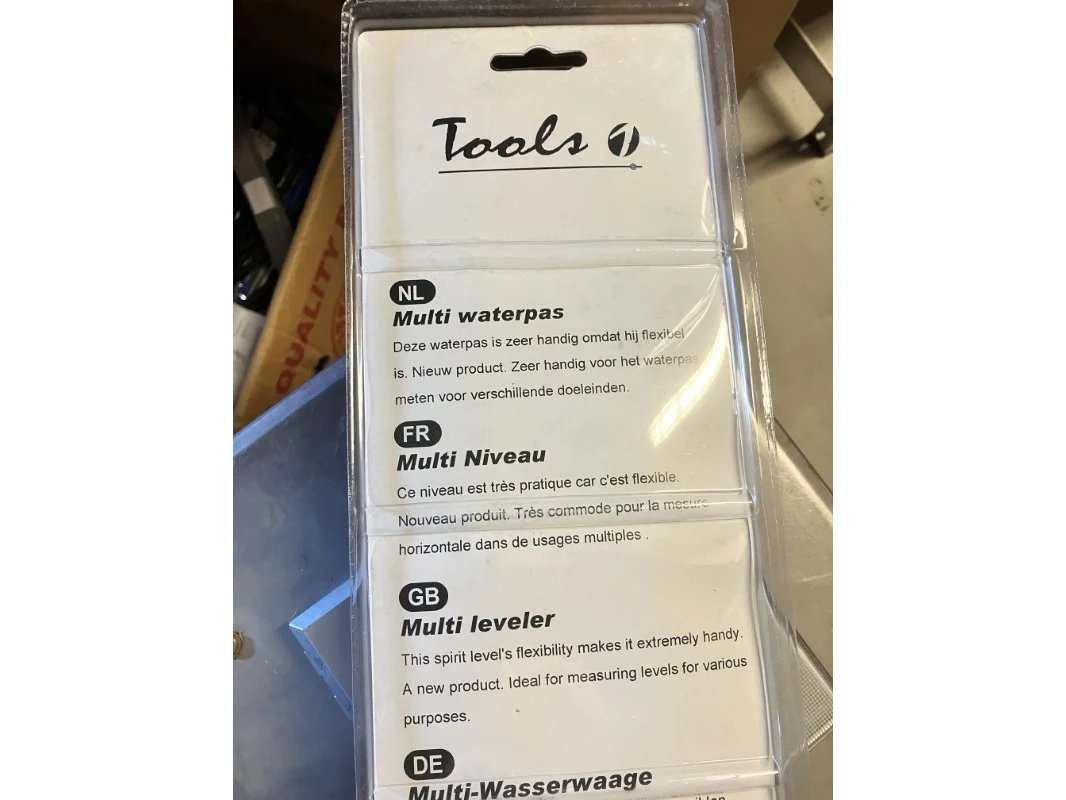 Tools 1
NL
Multi waterpas
Deze waterpas is zeer handig omdat hij flexibel
is. Nieuw product. Zeer handig voor het waterpas
meten voor verschillende doeleinden.
FR
Multi Niveau
Ce niveau est très pratique car c'est flexible.
Nouveau produit. Très commode pour la mesure
horizontale dans de usages multiples .
GB
Multi leveler
This spirit level's flexibility makes it extremely handy.
A new product. Ideal for measuring levels for various
purposes.
DE
Multi-Wasserwaage
QUALITY